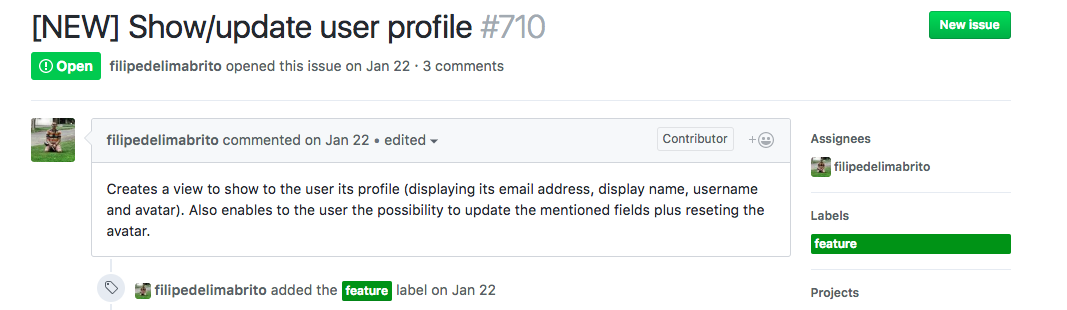 [NEW] Show/update user profile #710
New issue
Open filipedelimabrito opened this issue on Jan 22 · 3 comments
filipedelimabrito commented on Jan 22 • edited
Contributor
Assignees
filipedelimabrito
Creates a view to show to the user its profile (displaying its email address, display name, username
and avatar). Also enables to the user the possibility to update the mentioned fields plus reseting the
avatar.
Labels
feature
filipedelimabrito added the feature label on Jan 22
Projects